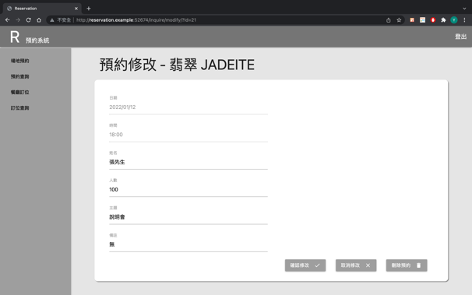 Reservation
不安全 | http://reservation.example:52874/inquire/modify/?id=21
R 預約系統
登出
場地預約
預約查詢
餐廳訂位
訂位查詢
預約修改 - 翡翠 JADEITE
日期
2022/01/12
時間
18:00
姓名
張先生
人數
100
主題
說明會
備註
無
確認修改
取消修改
刪除預約